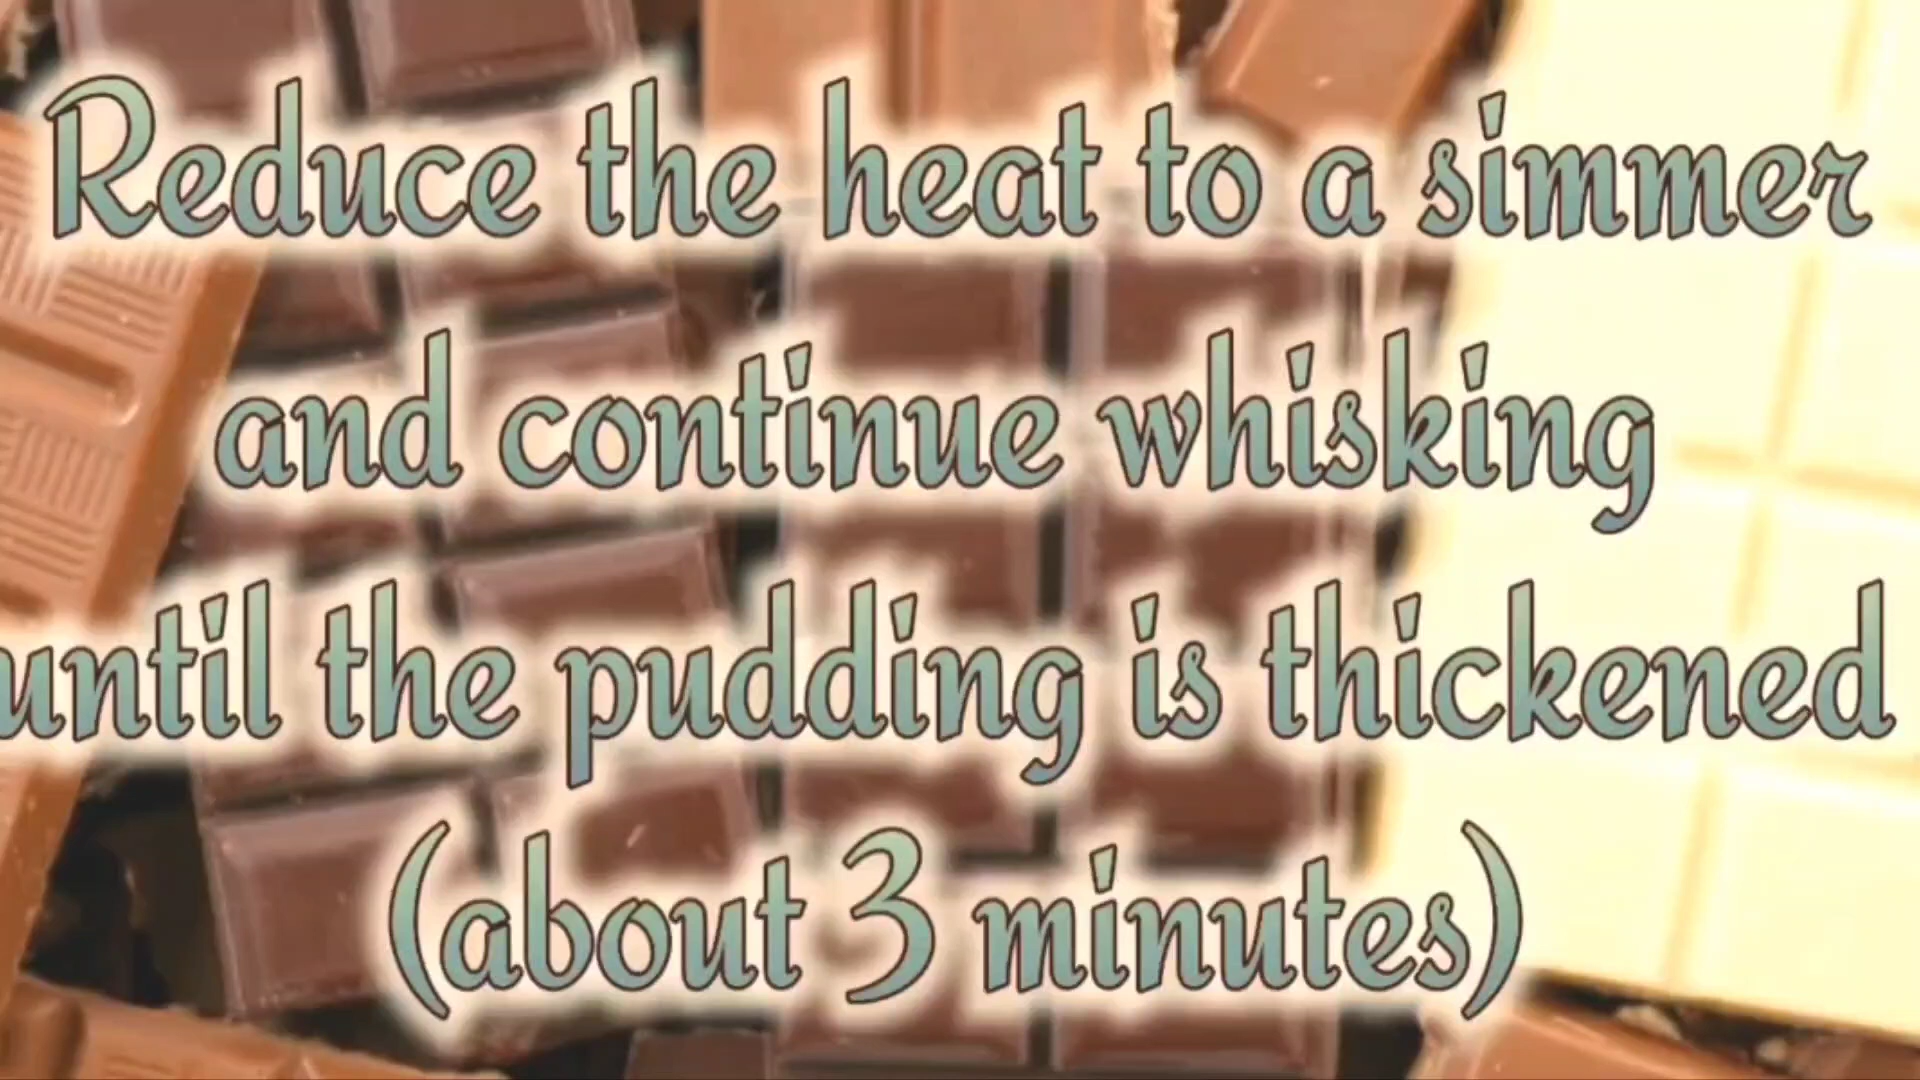 Reduce the heat to a simmer
and continue whisking
until the pudding is thickened
(about 3 minutes)